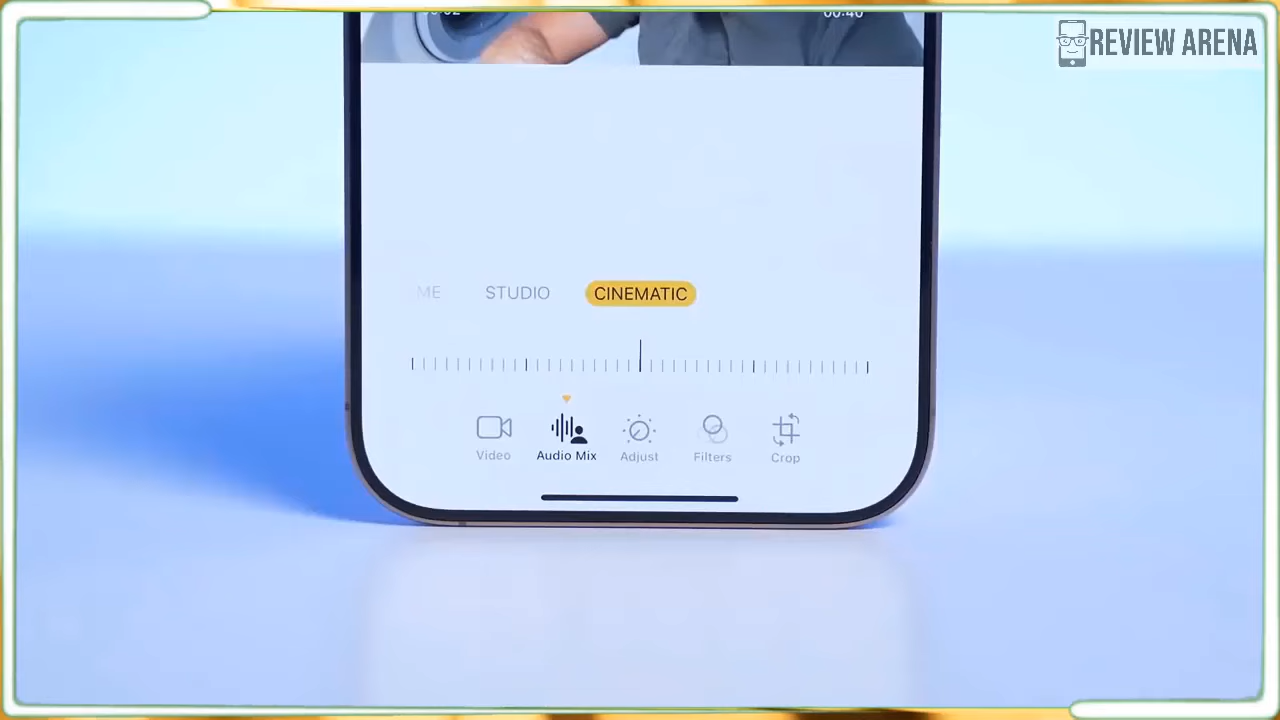 00:40
REVIEW ARENA
ME
STUDIO
CINEMATIC
Video
Audio Mix
Adjust
Filters
Crop